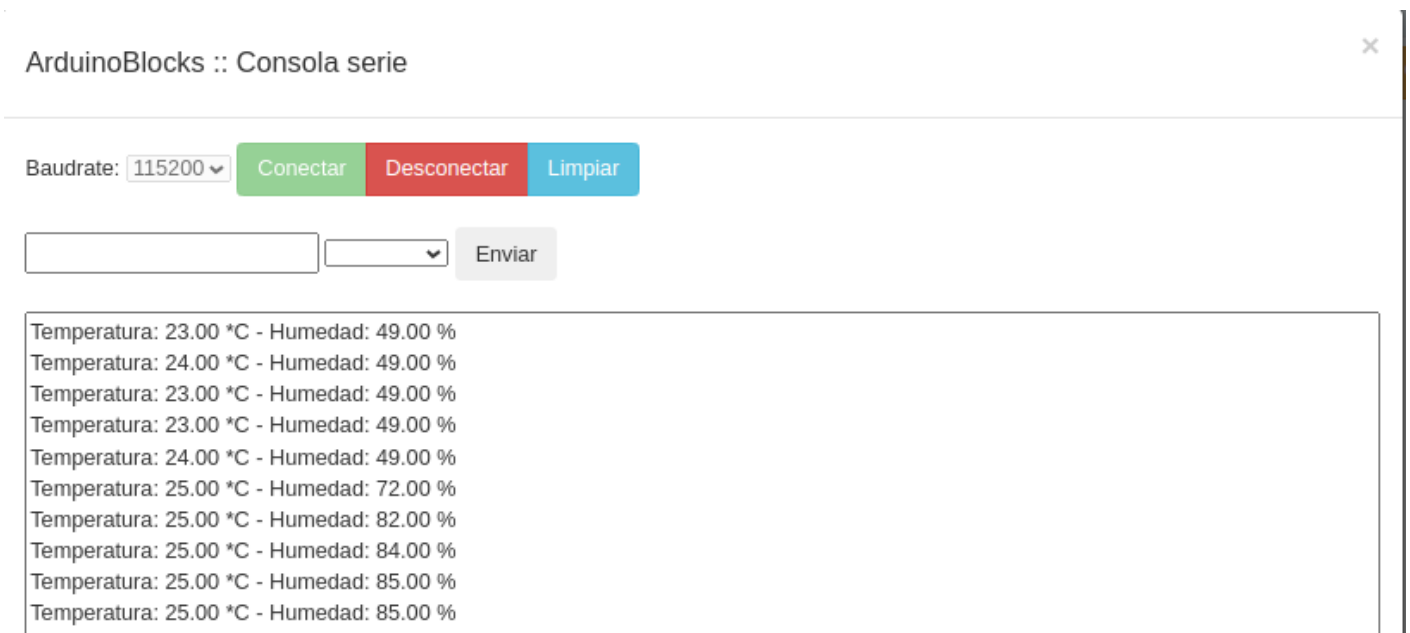 ArduinoBlocks :: Consola serie
×
Baudrate: 115200 Conectar Desconectar Limpiar
Enviar
Temperatura: 23.00 *C - Humedad: 49.00 %
Temperatura: 24.00 *C - Humedad: 49.00 %
Temperatura: 23.00 *C - Humedad: 49.00 %
Temperatura: 23.00 *C - Humedad: 49.00 %
Temperatura: 24.00 *C - Humedad: 49.00 %
Temperatura: 25.00 *C - Humedad: 72.00 %
Temperatura: 25.00 *C - Humedad: 82.00 %
Temperatura: 25.00 *C - Humedad: 84.00 %
Temperatura: 25.00 *C - Humedad: 85.00 %
Temperatura: 25.00 *C - Humedad: 85.00 %